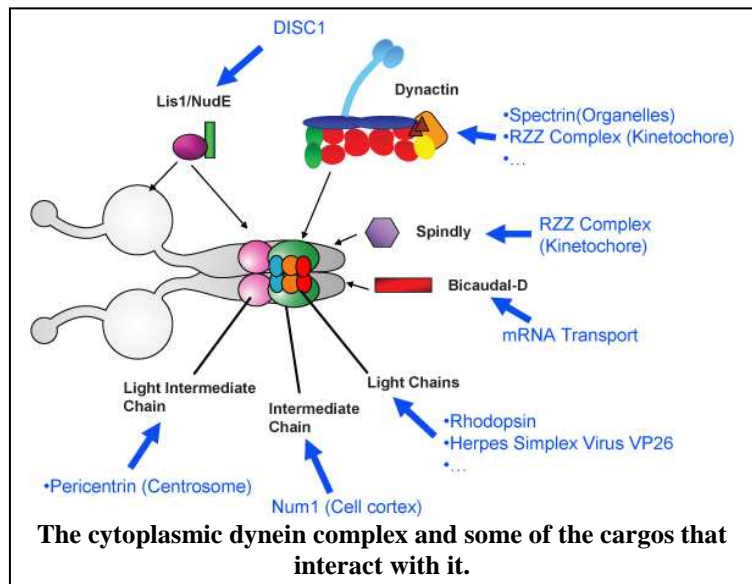 DISC1
Lis1/NudE
Dynactin
•Spectrin(Organelles)
•RZZ Complex (Kinetochore)
•...
Spindly
RZZ Complex
(Kinetochore)
Bicaudal-D
mRNA Transport
Light Intermediate
Chain
Intermediate
Chain
Light Chains
•Rhodopsin
•Herpes Simplex Virus VP26
•...
•Pericentrin (Centrosome)
Num1 (Cell cortex)
The cytoplasmic dynein complex and some of the cargos that
interact with it.